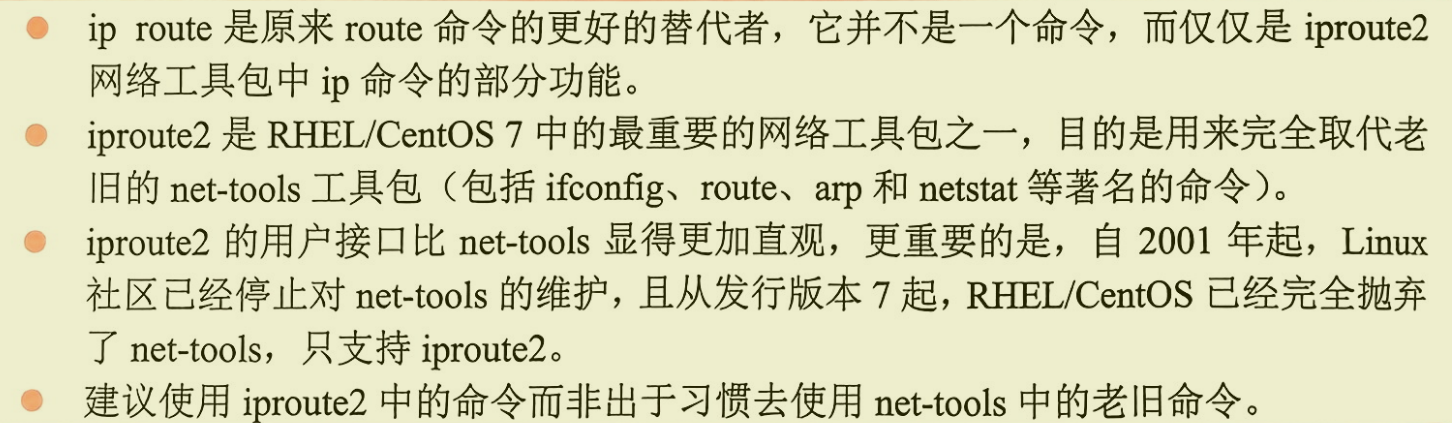 ip route 是原来 route 命令的更好的替代者，它并不是一个命令，而仅仅是 iproute2
网络工具包中 ip 命令的部分功能。
iproute2 是 RHEL/CentOS 7 中的最重要的网络工具包之一，目的是用来完全取代老
旧的 net-tools 工具包（包括 ifconfig、route、arp 和 netstat 等著名的命令）。
iproute2 的用户接口比 net-tools 显得更加直观，更重要的是，自 2001 年起，Linux
社区已经停止对 net-tools 的维护，且从发行版本 7 起，RHEL/CentOS 已经完全抛弃
了 net-tools，只支持 iproute2。
建议使用 iproute2 中的命令而非出于习惯去使用 net-tools 中的老旧命令。